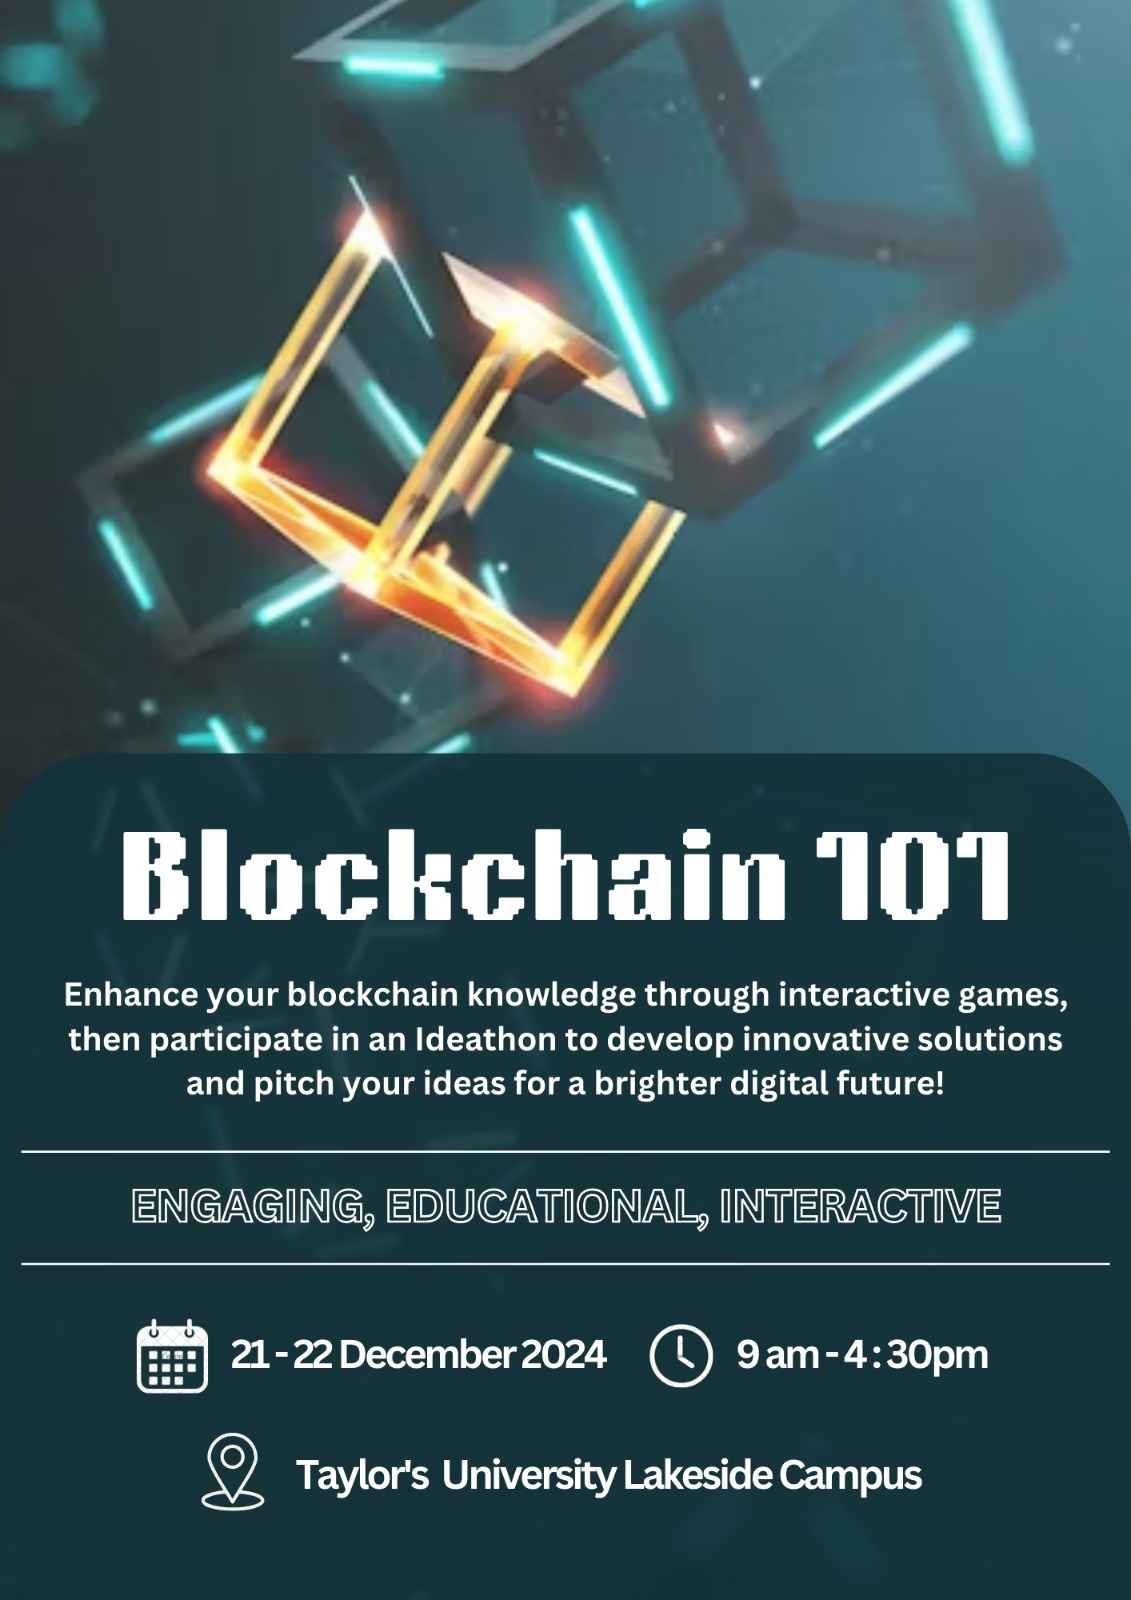 Blockchain 101
Enhance your blockchain knowledge through interactive games,
then participate in an Ideathon to develop innovative solutions
and pitch your ideas for a brighter digital future!
ENGAGING, EDUCATIONAL, INTERACTIVE
21 - 22 December 2024
9 am - 4 : 30pm
Taylor's University Lakeside Campus